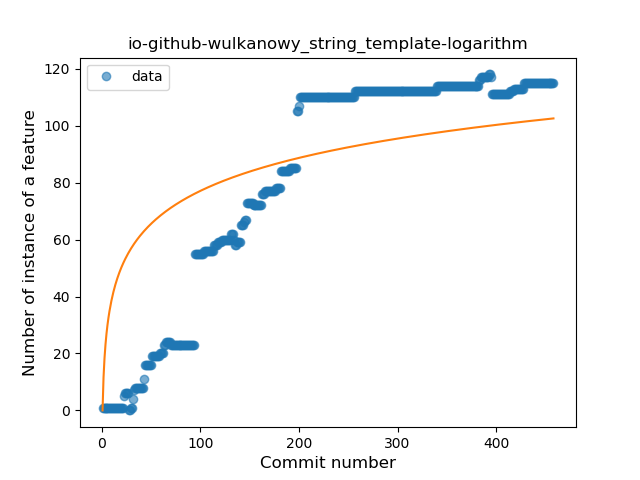 io-github-wulkanowy_string_template-logarithm
data
Number of instance of a feature
120
100
80
60
40
20
0
0 100 200 300 400
Commit number